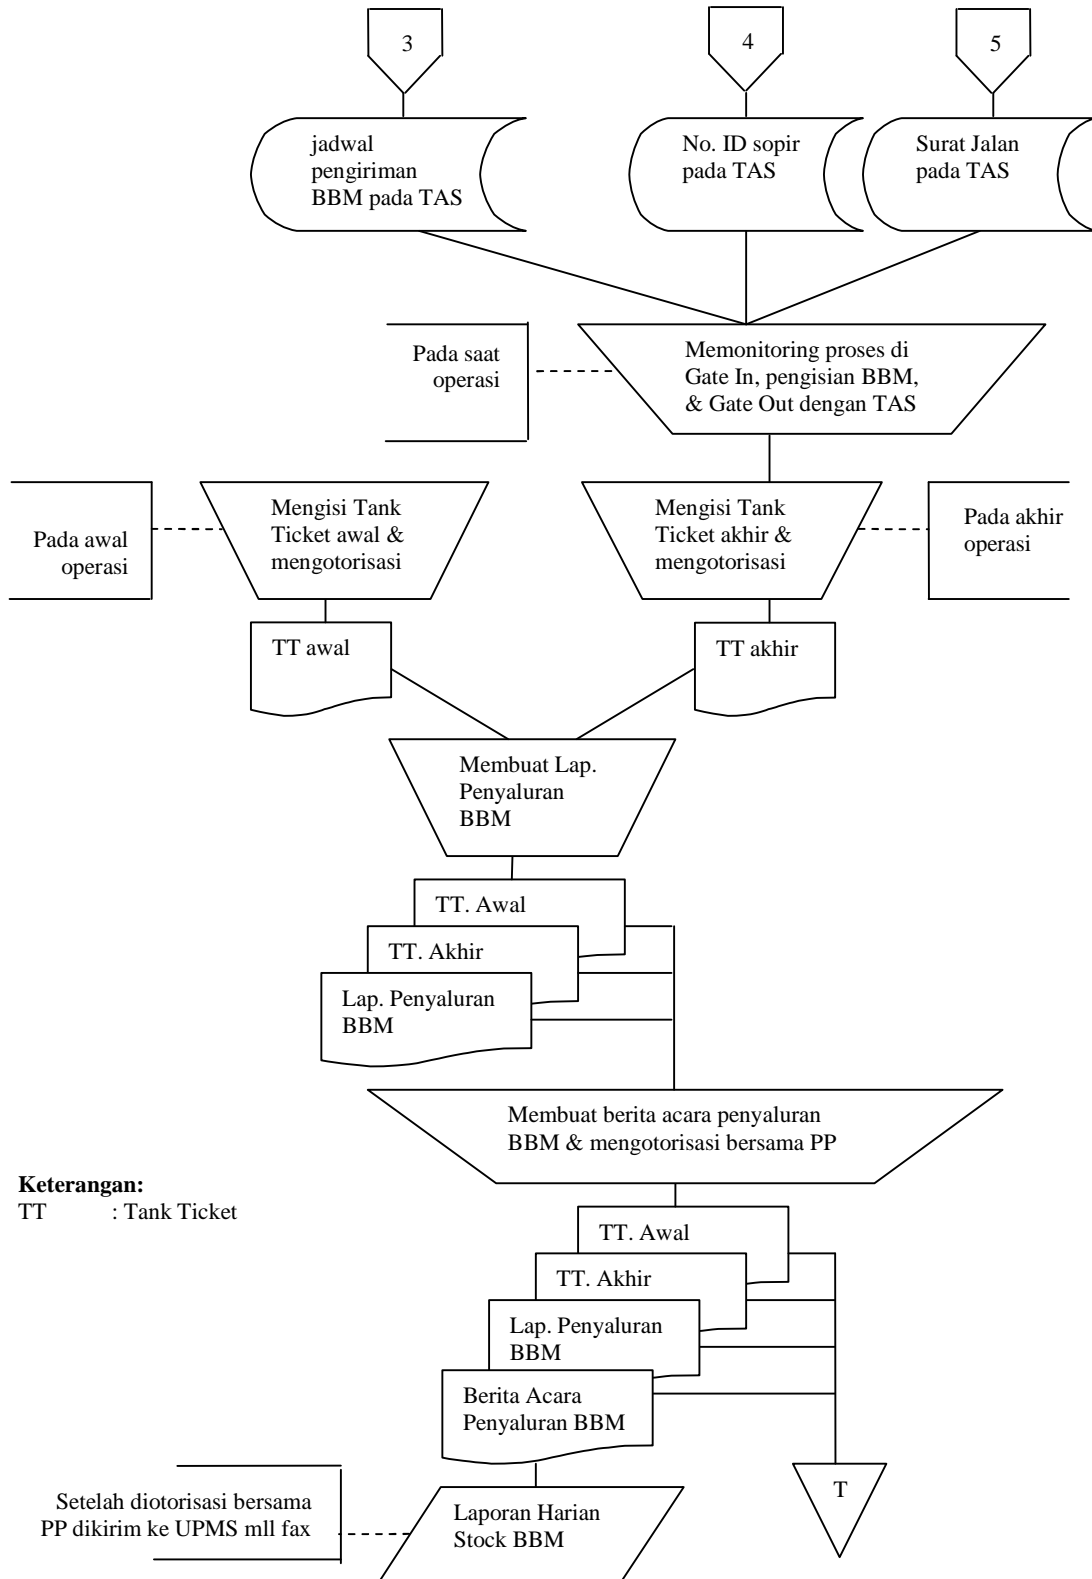 3
4
5
jadwal
pengiriman
BBM pada TAS
No. ID sopir
pada TAS
Surat Jalan
pada TAS
Pada saat
operasi
Memonitoring proses di
Gate In, pengisian BBM,
& Gate Out dengan TAS
Pada awal
operasi
Mengisi Tank
Ticket awal &
mengotorisasi
Mengisi Tank
Ticket akhir &
mengotorisasi
Pada akhir
operasi
TT awal
TT akhir
Membuat Lap.
Penyaluran
BBM
TT. Awal
TT. Akhir
Lap. Penyaluran
BBM
Membuat berita acara penyaluran
BBM & mengotorisasi bersama PP
Keterangan:
TT : Tank Ticket
TT. Awal
TT. Akhir
Lap. Penyaluran
BBM
Berita Acara
Penyaluran BBM
T
Setelah diotorisasi bersama
PP dikirim ke UPMS mll fax
Laporan Harian
Stock BBM